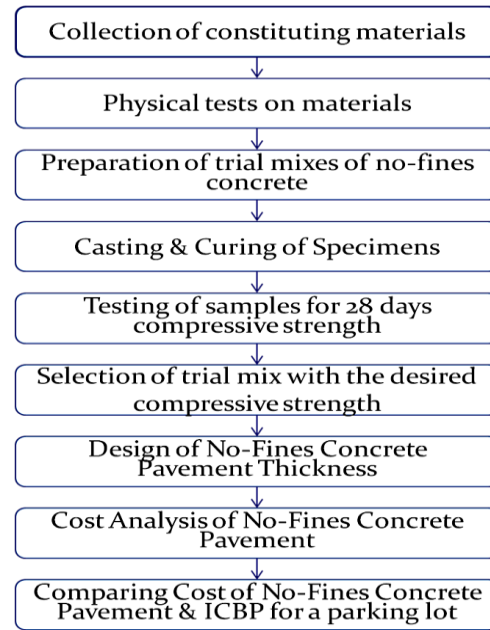 Collection of constituting materials
Physical tests on materials
Preparation of trial mixes of no-fines
concrete
Casting & Curing of Specimens
Testing of samples for 28 days
compressive strength
Selection of trial mix with the desired
compressive strength
Design of No-Fines Concrete
Pavement Thickness
Cost Analysis of No-Fines Concrete
Pavement
Comparing Cost of No-Fines Concrete
Pavement & ICBP for a parking lot